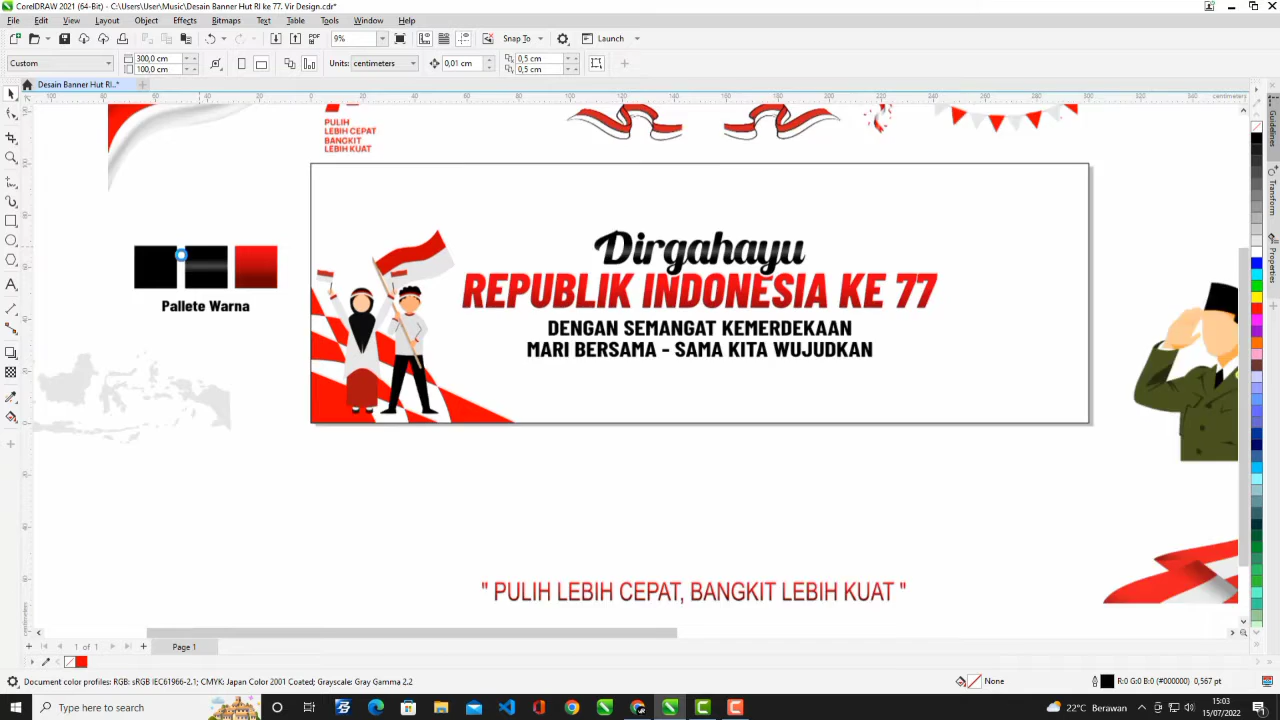 CorelDRAW 2021 (64-Bit) - C:\Users\User\Music\Desain Banner Hut RI ke 77. Vir Design.cdr*
File Edit View Layout Object Effects Bitmaps Text Table Tools Window Help
9% Snap To Launch
Custom 300,0 cm 100,0 cm Units: centimeters 0,01 cm 0,5 cm 0,5 cm
Desain Banner Hut RI..*
centimeters
PULIH
LEBIH CEPAT
BANGKIT
LEBIH KUAT
Dirgahayu
REPUBLIK INDONESIA KE 77
DENGAN SEMANGAT KEMERDEKAAN
MARI BERSAMA - SAMA KITA WUJUDKAN
Pallete Warna
" PULIH LEBIH CEPAT, BANGKIT LEBIH KUAT "
Guidelines
Transform
Properties
1 of 1 Page 1
Document color profiles: RGB: sRGB IEC61966-2.1; CMYK: Japan Color 2001 Coated; Grayscale: Gray Gamma 2.2 None R:0 G:0 B:0 (#000000) 0,567 pt
Type here to search 22°C Berawan 15:03
15/07/2022